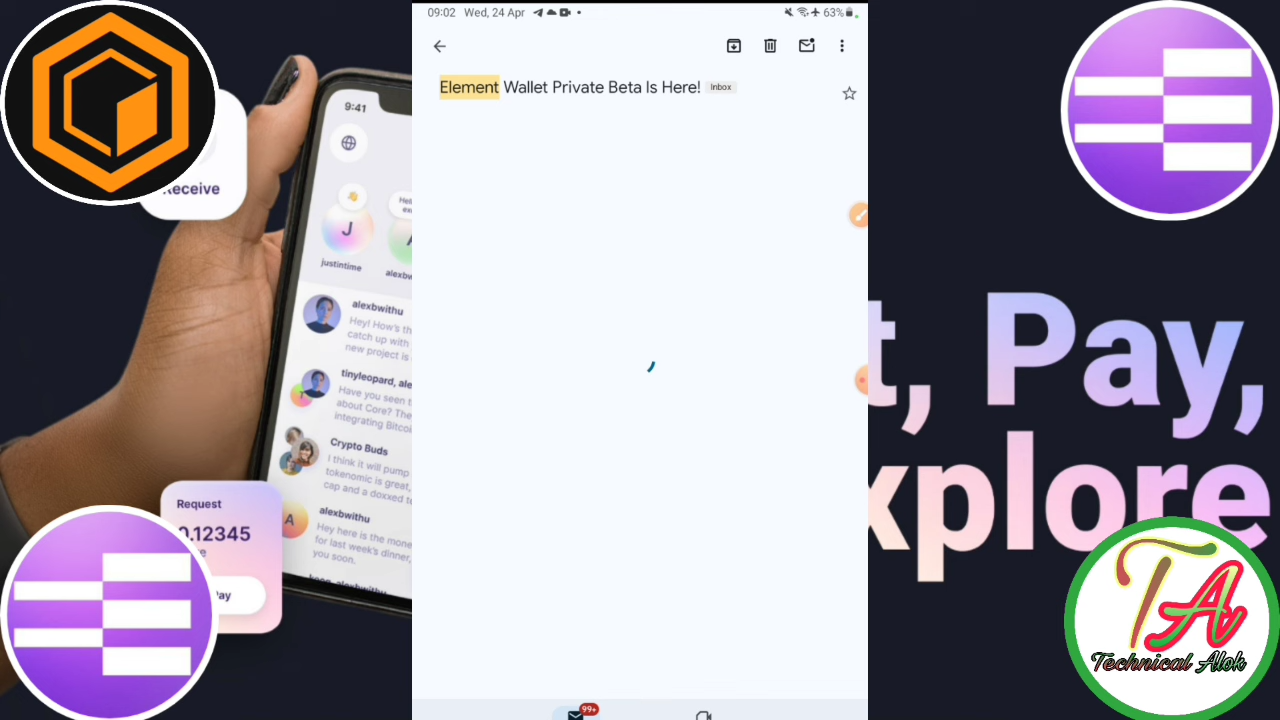 09:02 Wed, 24 Apr
63%
Element Wallet Private Beta Is Here! Inbox
99+
Receive
9:41
J
justintime
alexbwithu
Hey! How's th
catch up with
new project is
tinyleopard, ale
Have you seen t
about Core? The
integrating Bitcoi
Crypto Buds
I think it will pump
tokenomic is great,
cap and a doxxed te
A
alexbwithu
Hey here is the mone
for last week's dinner,
you soon.
Request
0.12345
Pay
t, Pay,
xplore
TA
Technical Alok